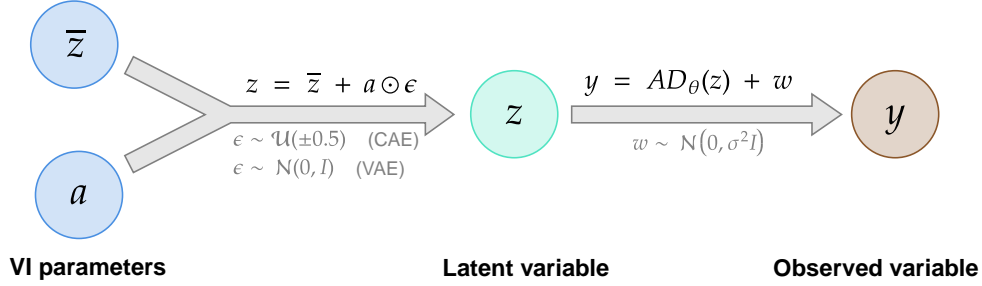 z̅
a
z = z̅ + a ⊙ ϵ
ϵ ~ U(±0.5) (CAE)
ϵ ~ N(0, I) (VAE)
z
y = AD_θ(z) + w
w ~ N(0, σ²I)
y
VI parameters
Latent variable
Observed variable